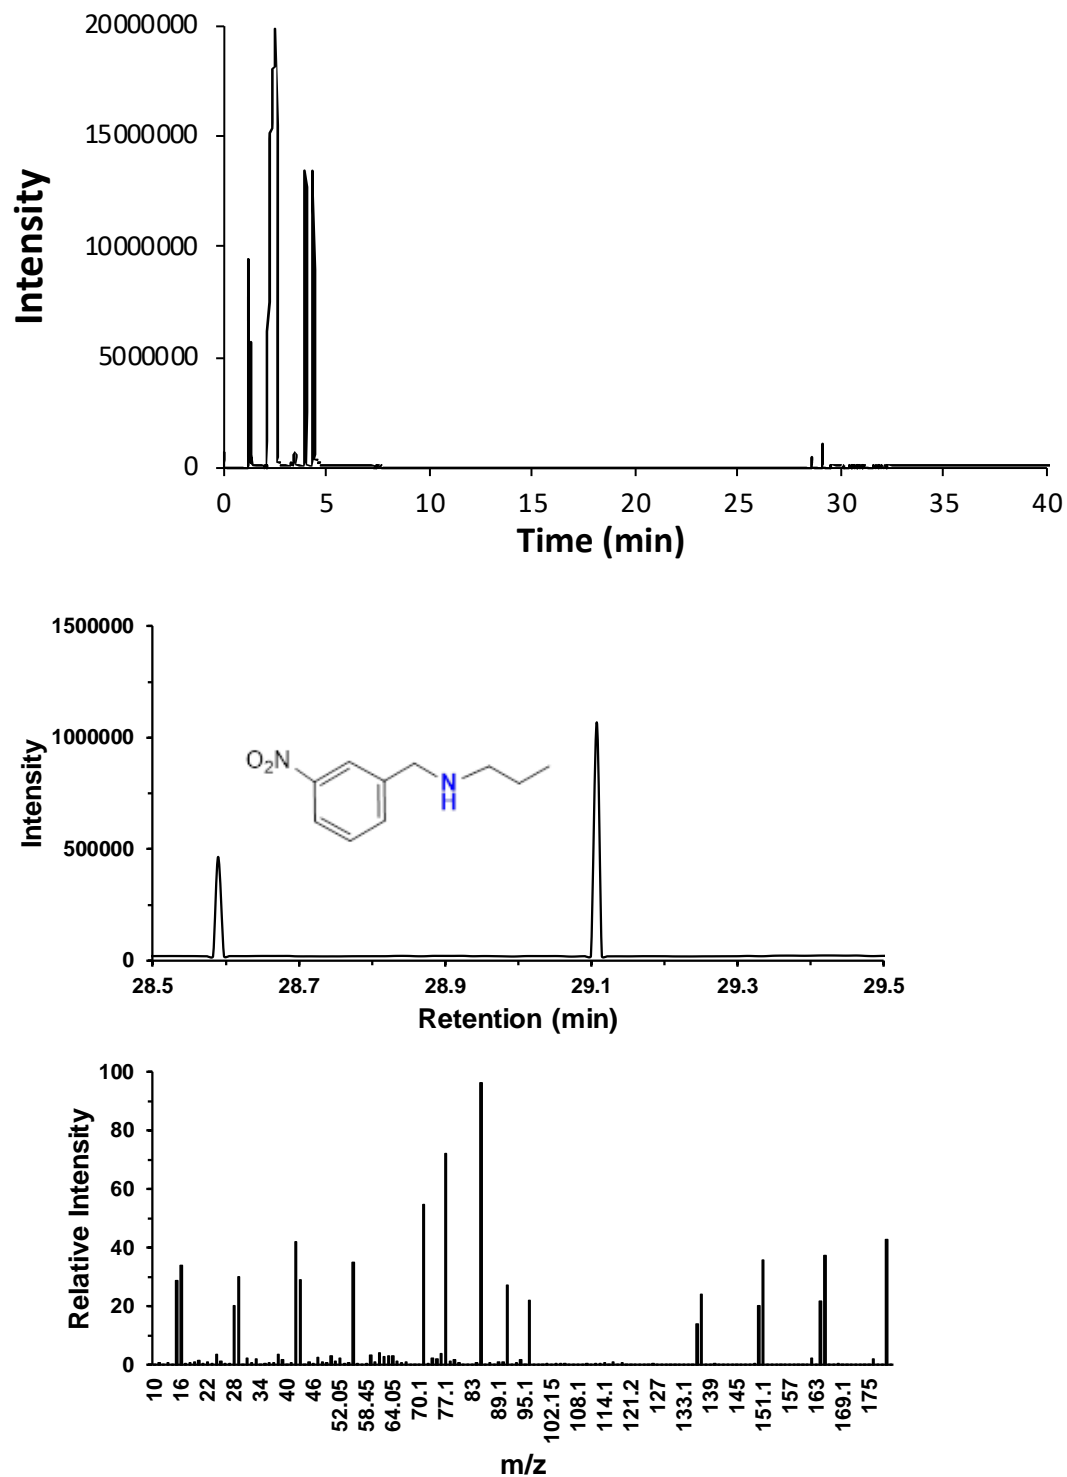 20000000
15000000
10000000
5000000
0
Intensity
0 5 10 15 20 25 30 35 40
Time (min)
1500000
1000000
500000
0
Intensity
O2N
N
H
28.5 28.7 28.9 29.1 29.3 29.5
Retention (min)
100
80
60
40
20
0
Relative Intensity
10 16 22 28 34 40 46 52.05 58.45 64.05 70.1 77.1 83 89.1 95.1 102.15 108.1 114.1 121.2 127 133.1 139 145 151.1 157 163 169.1 175
m/z